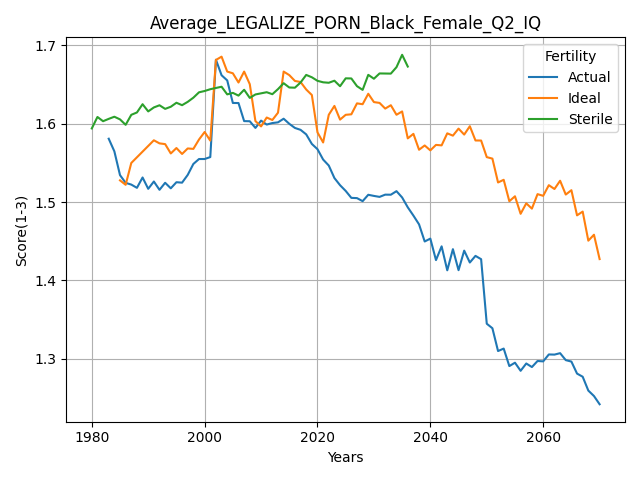 Average_LEGALIZE_PORN_Black_Female_Q2_IQ
1.7
1.6
1.5
1.4
1.3
Score(1-3)
1980
2000
2020
2040
2060
Years
Fertility
Actual
Ideal
Sterile